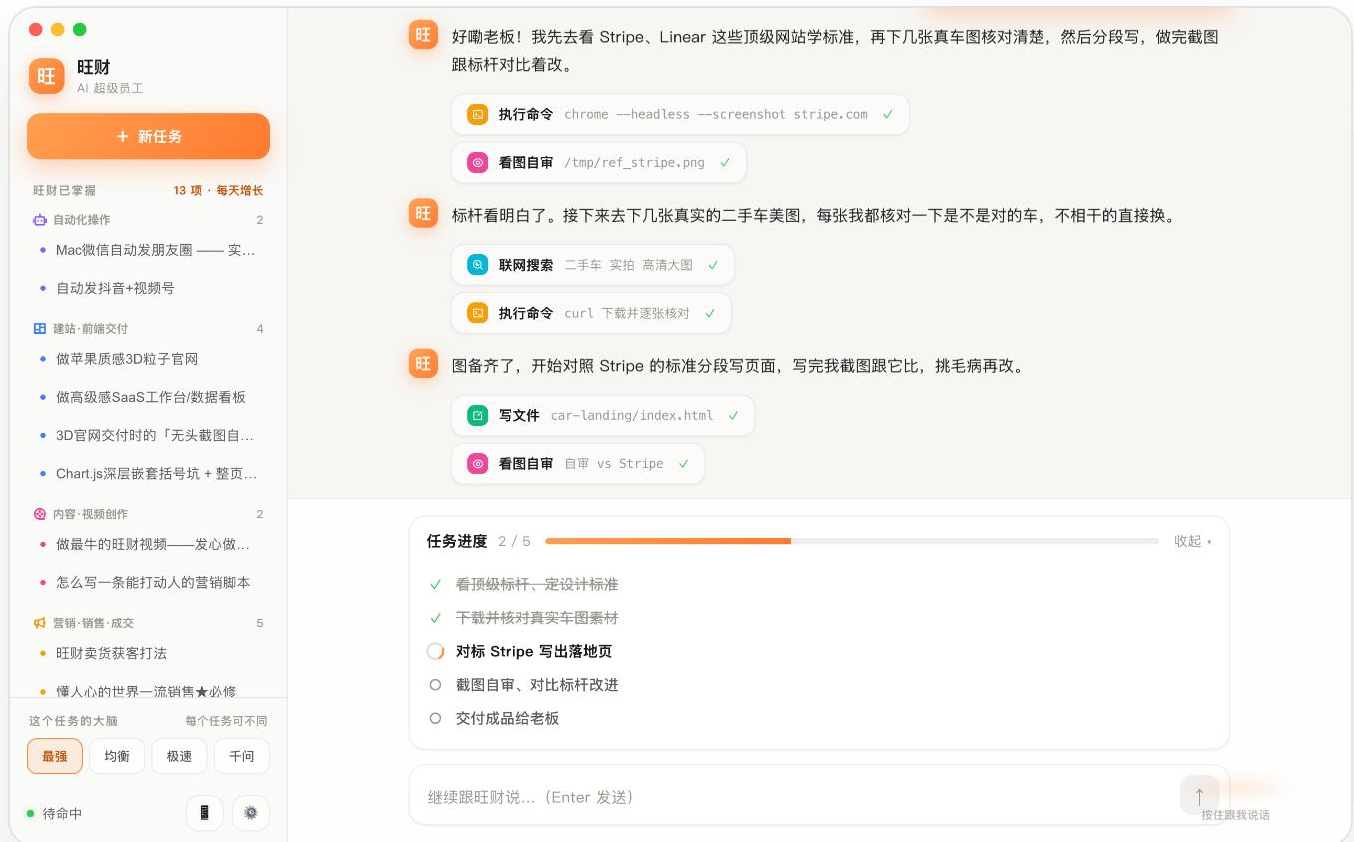 旺
旺财
AI 超级员工
+ 新任务
旺财已掌握 13 项 · 每天增长
自动化操作 2
Mac微信自动发朋友圈 —— 实…
自动发抖音+视频号
建站·前端交付 4
做苹果质感3D粒子官网
做高级感SaaS工作台/数据看板
3D官网交付时的「无头截图自…
Chart.js深层嵌套括号坑 + 整页…
内容·视频创作 2
做最牛的旺财视频——发心做…
怎么写一条能打动人的营销脚本
营销·销售·成交 5
旺财卖货获客打法
懂人心的世界一流销售★必修
这个任务的大脑 每个任务可不同
最强 均衡 极速 千问
待命中
旺
好嘞老板！我先去看 Stripe、Linear 这些顶级网站学标准，再下几张真车图核对清楚，然后分段写，做完截图
跟标杆对比着改。
执行命令 chrome --headless --screenshot stripe.com ✓
看图自审 /tmp/ref_stripe.png ✓
旺
标杆看明白了。接下来去下几张真实的二手车美图，每张我都核对一下是不是对的车，不相干的直接换。
联网搜索 二手车 实拍 高清大图 ✓
执行命令 curl 下载并逐张核对 ✓
旺
图备齐了，开始对照 Stripe 的标准分段写页面，写完我截图跟它比，挑毛病再改。
写文件 car-landing/index.html ✓
看图自审 自审 vs Stripe ✓
任务进度 2 / 5 收起 ▾
✓ 看顶级标杆、定设计标准
✓ 下载并核对真实车图素材
对标 Stripe 写出落地页
截图自审、对比标杆改进
交付成品给老板
继续跟旺财说…（Enter 发送）
↑
按住跟我说话